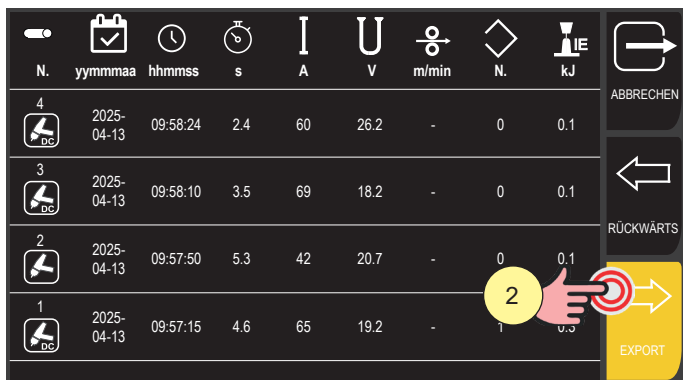 IE
N. yymmmaa hhmmss s A V m/min N. kJ
ABBRECHEN
4
DC
2025-
04-13
09:58:24 2.4 60 26.2 - 0 0.1
3
DC
2025-
04-13
09:58:10 3.5 69 18.2 - 0 0.1
RÜCKWÄRTS
2
2025-
04-13
09:57:50 5.3 42 20.7 - 0 0.1
2
1
DC
2025-
04-13
09:57:15 4.6 65 19.2 - 1 0.3
EXPORT